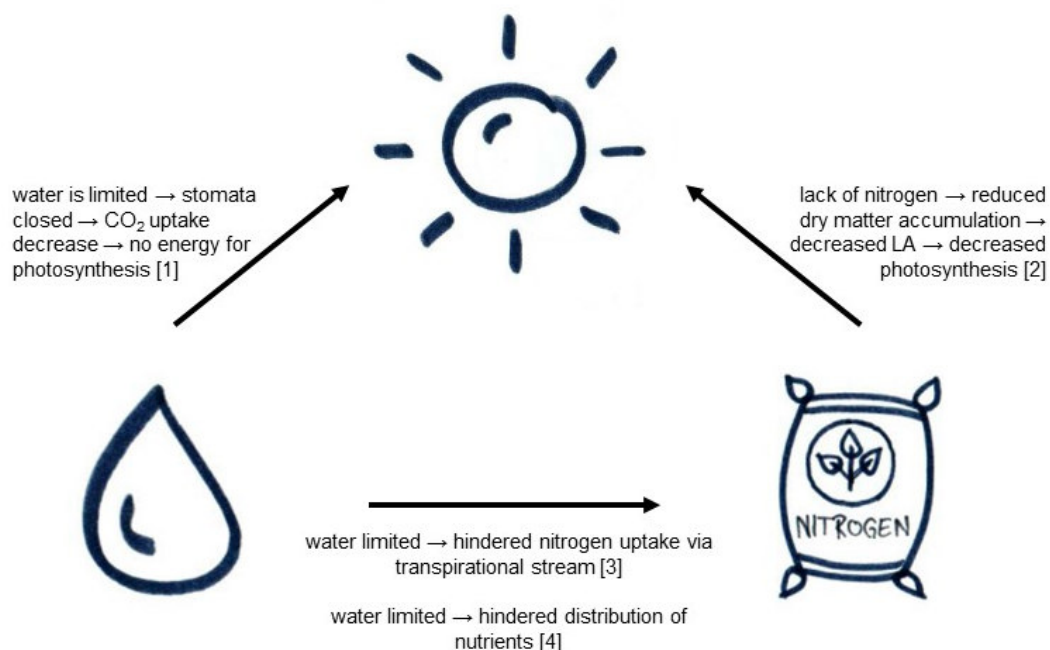 water is limited → stomata
closed → CO₂ uptake
decrease → no energy for
photosynthesis [1]
lack of nitrogen → reduced
dry matter accumulation →
decreased LA → decreased
photosynthesis [2]
NITROGEN
water limited → hindered nitrogen uptake via
transpirational stream [3]
water limited → hindered distribution of
nutrients [4]